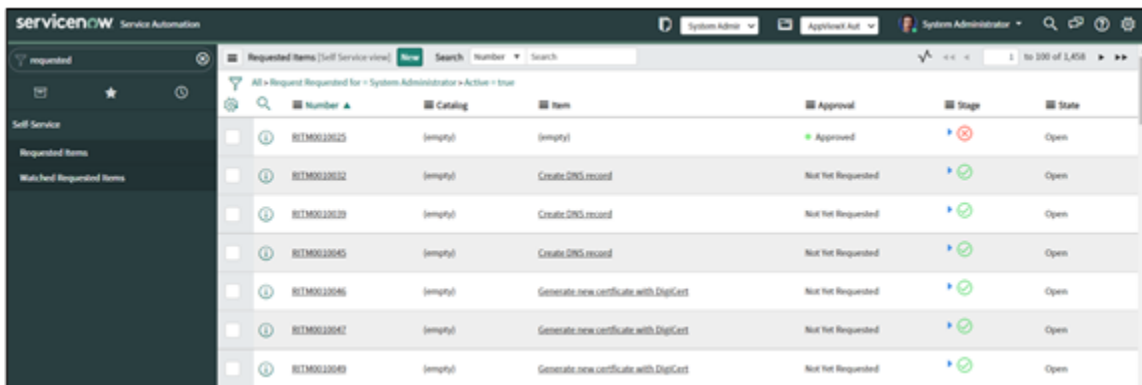 servicenow Service Automation System Admir AppViewX Aut System Administrator
requested Requested Items [Self Service view] New Search Number Search 1 to 100 of 1,458
All > Request Requested for = System Administrator > Active = true
Number Catalog Item Approval Stage State
Self-Service
Requested Items
Watched Requested Items
RITM0010025 (empty) (empty) Approved Open
RITM0010032 (empty) Create DNS record Not Yet Requested Open
RITM0010039 (empty) Create DNS record Not Yet Requested Open
RITM0010045 (empty) Create DNS record Not Yet Requested Open
RITM0010046 (empty) Generate new certficate with DigiCert Not Yet Requested Open
RITM0010047 (empty) Generate new certficate with DigiCert Not Yet Requested Open
RITM0010049 (empty) Generate new certficate with DigiCert Not Yet Requested Open